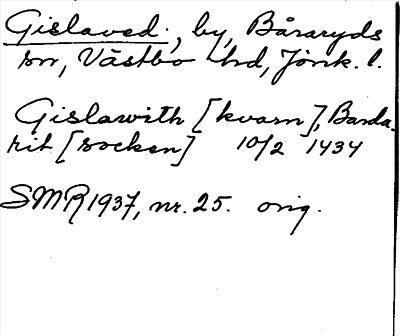 Gislaved, by, Båraryds
sn, Västbo hd, Jönk. l.
Gislawith [kvarn], Barda-
rit [socken] 10/2 1434
SMR 1937, nr. 25. orig.